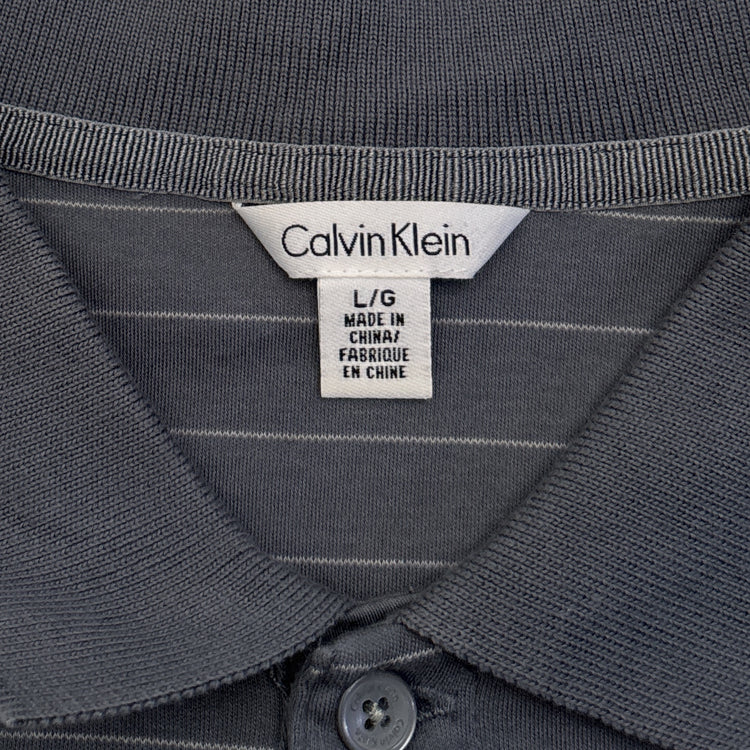 Calvin Klein
L/G
MADE IN
CHINA/
FABRIQUE
EN CHINE